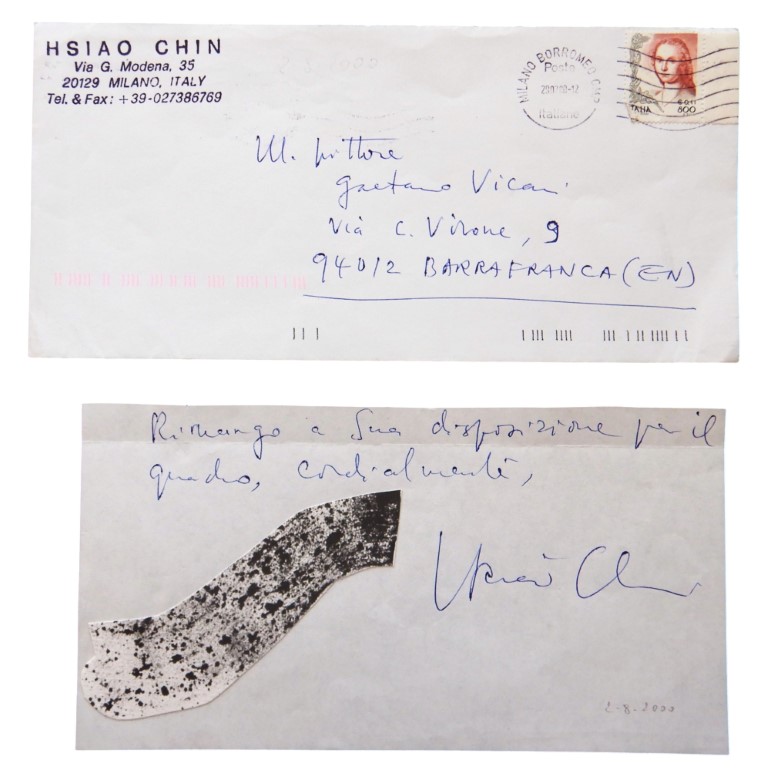 HSIAO CHIN
Via G. Modena, 35
20129 MILANO, ITALY
Tel. & Fax: +39-027386769
MILANO BORROMEO CMS
Poste
Italiane
ITALIA
800
pittore
Gaetano Vicari
Via C. Virone, 9
94012 BARRAFRANCA (EN)
Rimango a Sua disposizione per il
quadro, cordialmente,
Hsiao Chin
2-8-2000